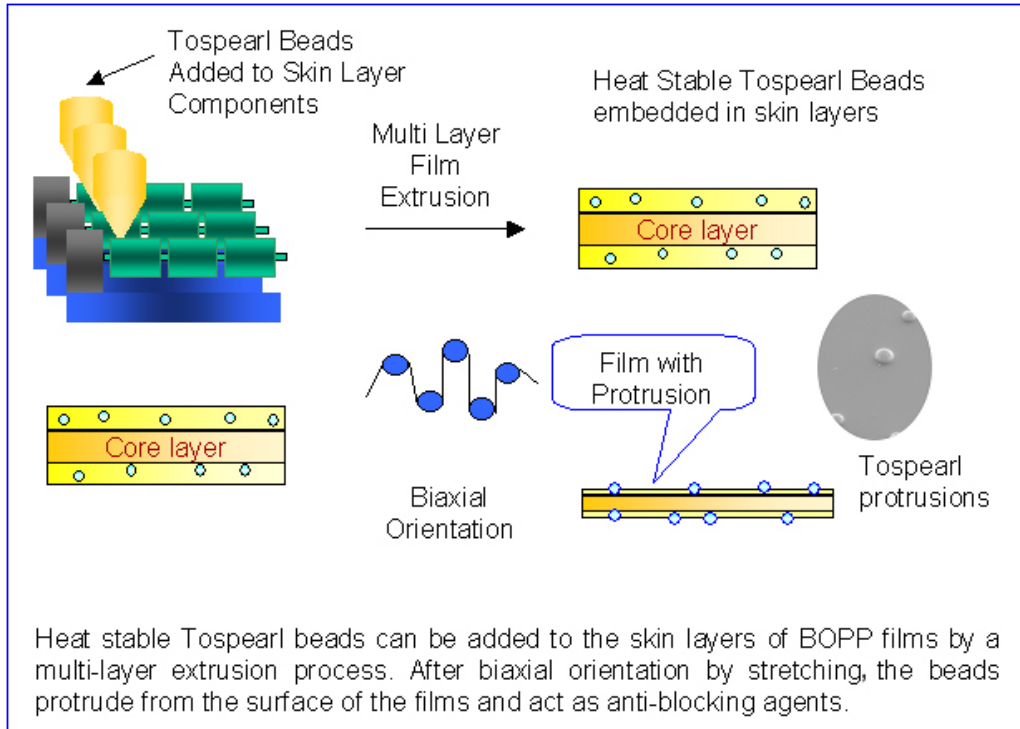 Tospearl Beads
Added to Skin Layer
Components
Multi Layer
Film
Extrusion
Heat Stable Tospearl Beads
embedded in skin layers
Core layer
Core layer
Biaxial
Orientation
Film with
Protrusion
Tospearl
protrusions
Heat stable Tospearl beads can be added to the skin layers of BOPP films by a
multi-layer extrusion process. After biaxial orientation by stretching, the beads
protrude from the surface of the films and act as anti-blocking agents.